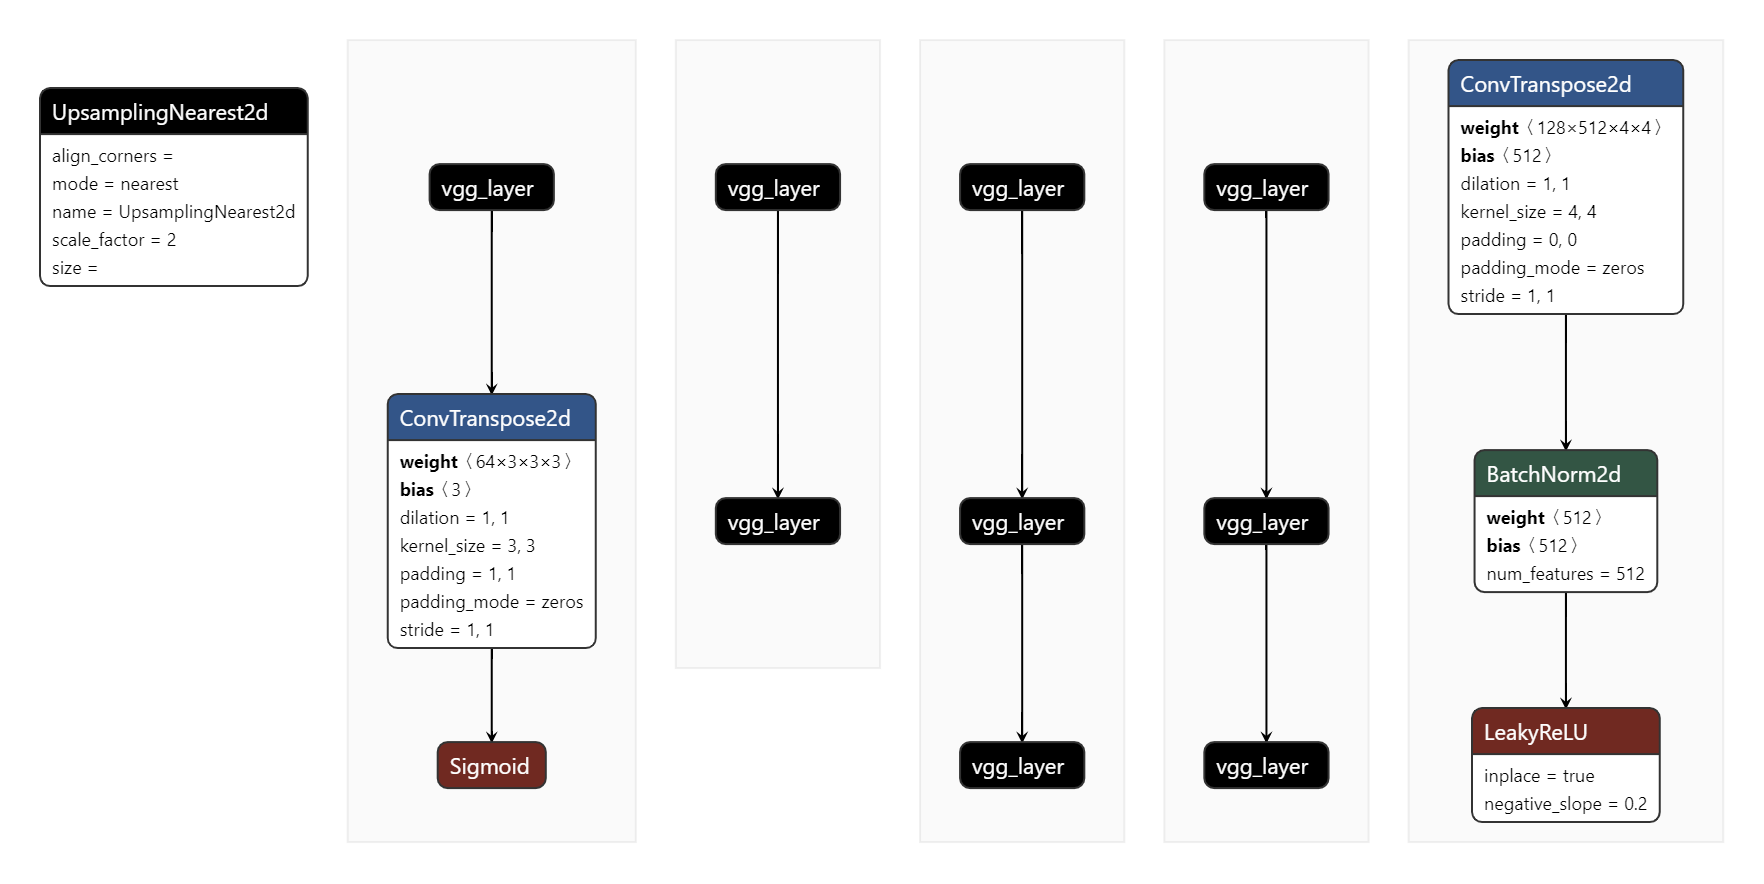 UpsamplingNearest2d
align_corners =
mode = nearest
name = UpsamplingNearest2d
scale_factor = 2
size =
vgg_layer
ConvTranspose2d
weight〈64×3×3×3〉
bias〈3〉
dilation = 1, 1
kernel_size = 3, 3
padding = 1, 1
padding_mode = zeros
stride = 1, 1
Sigmoid
vgg_layer
vgg_layer
vgg_layer
vgg_layer
vgg_layer
vgg_layer
vgg_layer
vgg_layer
ConvTranspose2d
weight〈128×512×4×4〉
bias〈512〉
dilation = 1, 1
kernel_size = 4, 4
padding = 0, 0
padding_mode = zeros
stride = 1, 1
BatchNorm2d
weight〈512〉
bias〈512〉
num_features = 512
LeakyReLU
inplace = true
negative_slope = 0.2